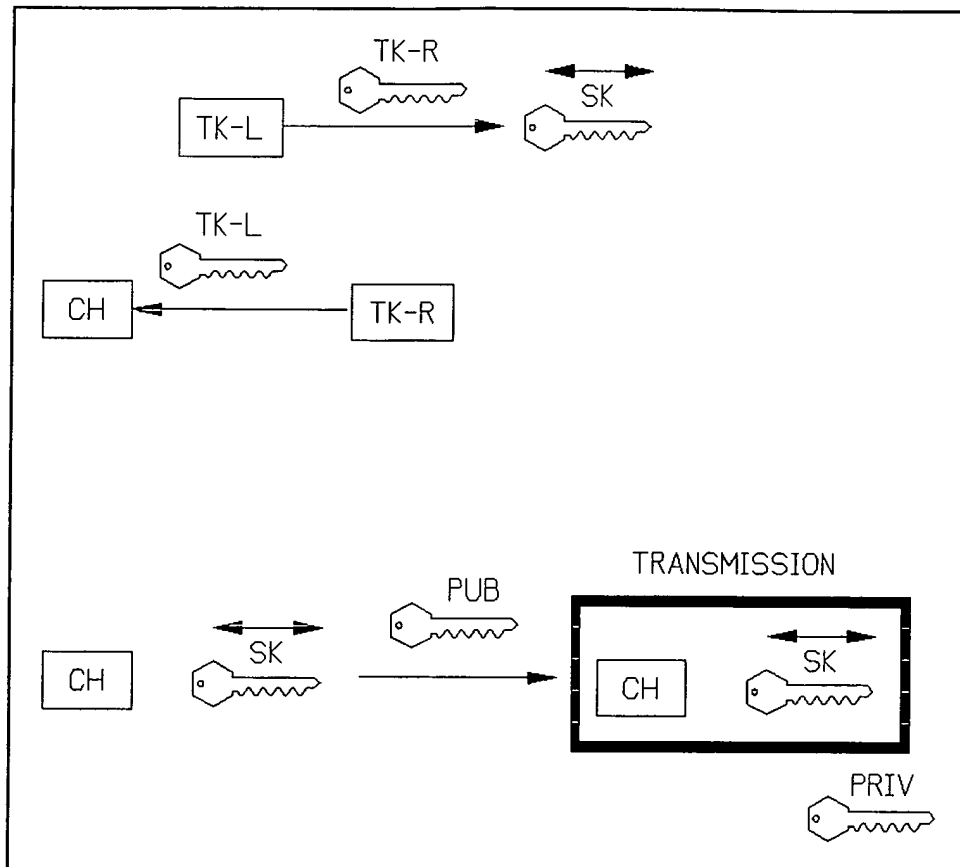 TK-R
SK
TK-L
TK-L
CH
TK-R
TRANSMISSION
PUB
SK
SK
CH
CH
PRIV